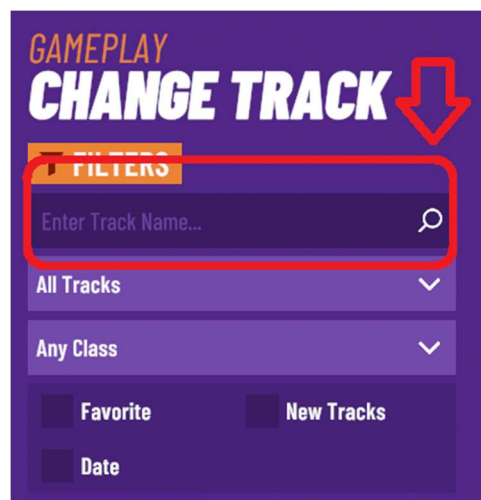 GAMEPLAY
CHANGE TRACK
FILTERS
Enter Track Name...
All Tracks
Any Class
Favorite New Tracks
Date